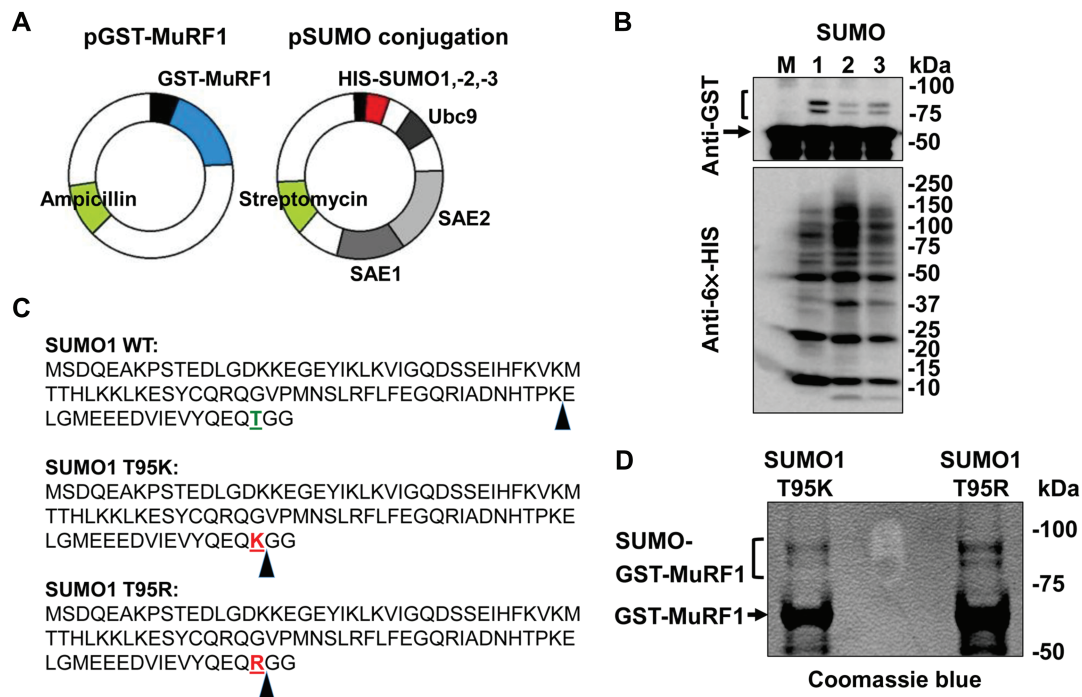 A
pGST-MuRF1
pSUMO conjugation
GST-MuRF1
HIS-SUMO1,-2,-3
Ubc9
Ampicillin
Streptomycin
SAE2
SAE1
B
SUMO
M 1 2 3 kDa
Anti-GST
-100
-75
-50
Anti-6×-HIS
-250
-150
-100
-75
-50
-37
-25
-20
-15
-10
C
SUMO1 WT:
MSDQEAKPSTEDLGDKKEGEYIKLKVIGQDSSEIHFKVKM
TTHLKKLKESYCQRQGVPMNSLRFLFEGQRIADNHTPKE
LGMEEEDVIEVYQEQTGG
SUMO1 T95K:
MSDQEAKPSTEDLGDKKEGEYIKLKVIGQDSSEIHFKVKM
TTHLKKLKESYCQRQGVPMNSLRFLFEGQRIADNHTPKE
LGMEEEDVIEVYQEQKGG
SUMO1 T95R:
MSDQEAKPSTEDLGDKKEGEYIKLKVIGQDSSEIHFKVKM
TTHLKKLKESYCQRQGVPMNSLRFLFEGQRIADNHTPKE
LGMEEEDVIEVYQEQRGG
D
SUMO1
T95K
SUMO1
T95R
kDa
SUMO-
GST-MuRF1
GST-MuRF1
-100
-75
-50
Coomassie blue